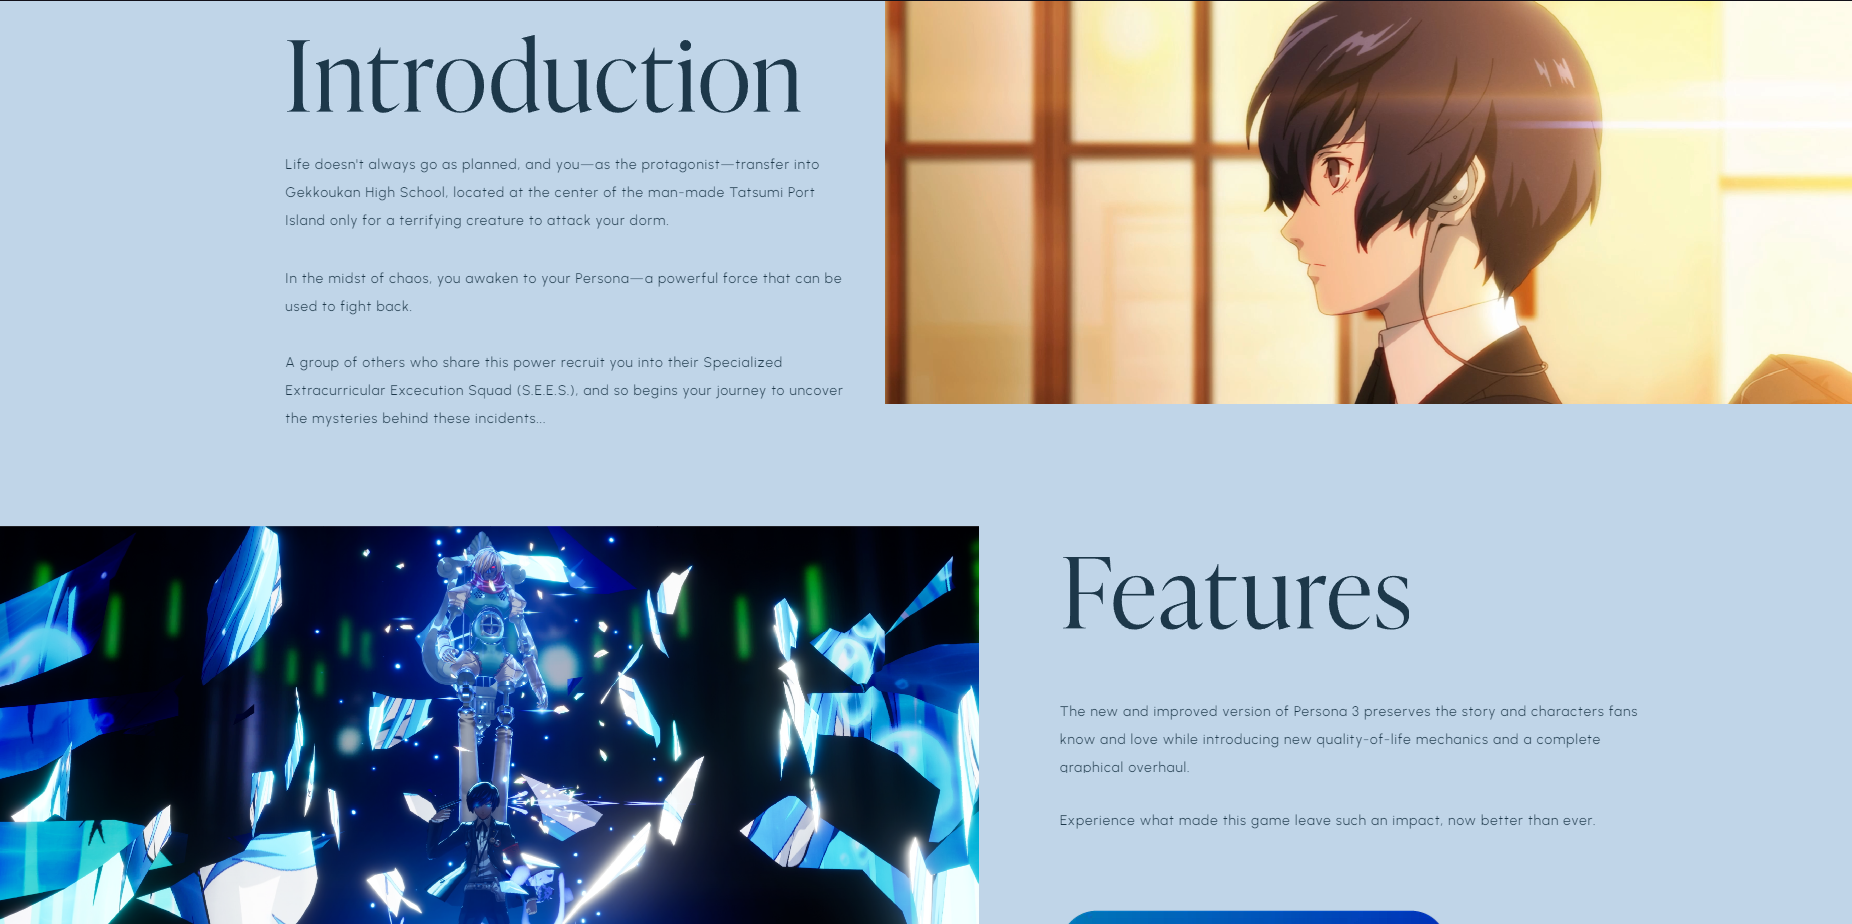 Introduction
Life doesn't always go as planned, and you—as the protagonist—transfer into
Gekkoukan High School, located at the center of the man-made Tatsumi Port
Island only for a terrifying creature to attack your dorm.
In the midst of chaos, you awaken to your Persona—a powerful force that can be
used to fight back.
A group of others who share this power recruit you into their Specialized
Extracurricular Excecution Squad (S.E.E.S.), and so begins your journey to uncover
the mysteries behind these incidents...
Features
The new and improved version of Persona 3 preserves the story and characters fans
know and love while introducing new quality-of-life mechanics and a complete
graphical overhaul.
Experience what made this game leave such an impact, now better than ever.